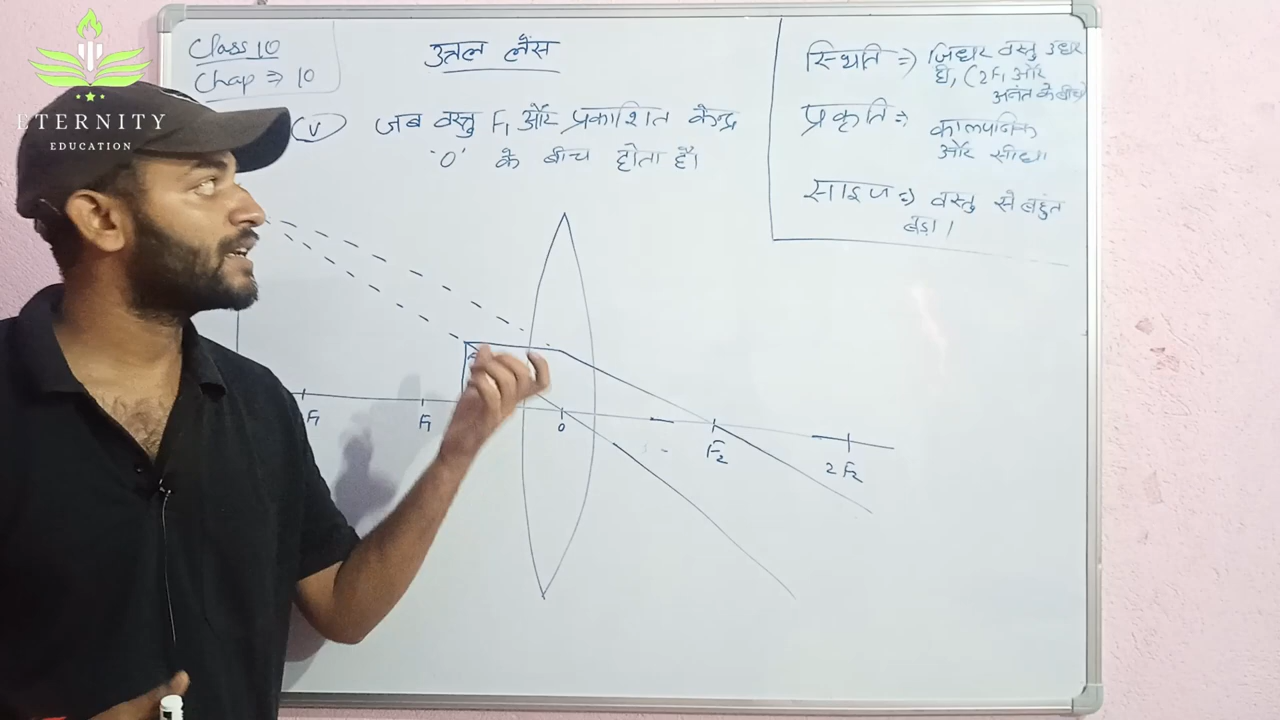 ETERNITY
EDUCATION
Class 10
Chap ⇒ 10
उत्तल लेंस
(v) जब वस्तु F₁ और प्रकाशित केन्द्र
'O' के बीच होता है।
स्थिति ⇒ जिधर वस्तु उधर
ही, (2F₁ और
अनंत के बीच)
प्रकृति ⇒ काल्पनिक
और सीधा
साइज ⇒ वस्तु से बहुत
बड़ा।
F₁
F₁
O
F₂
2F₂